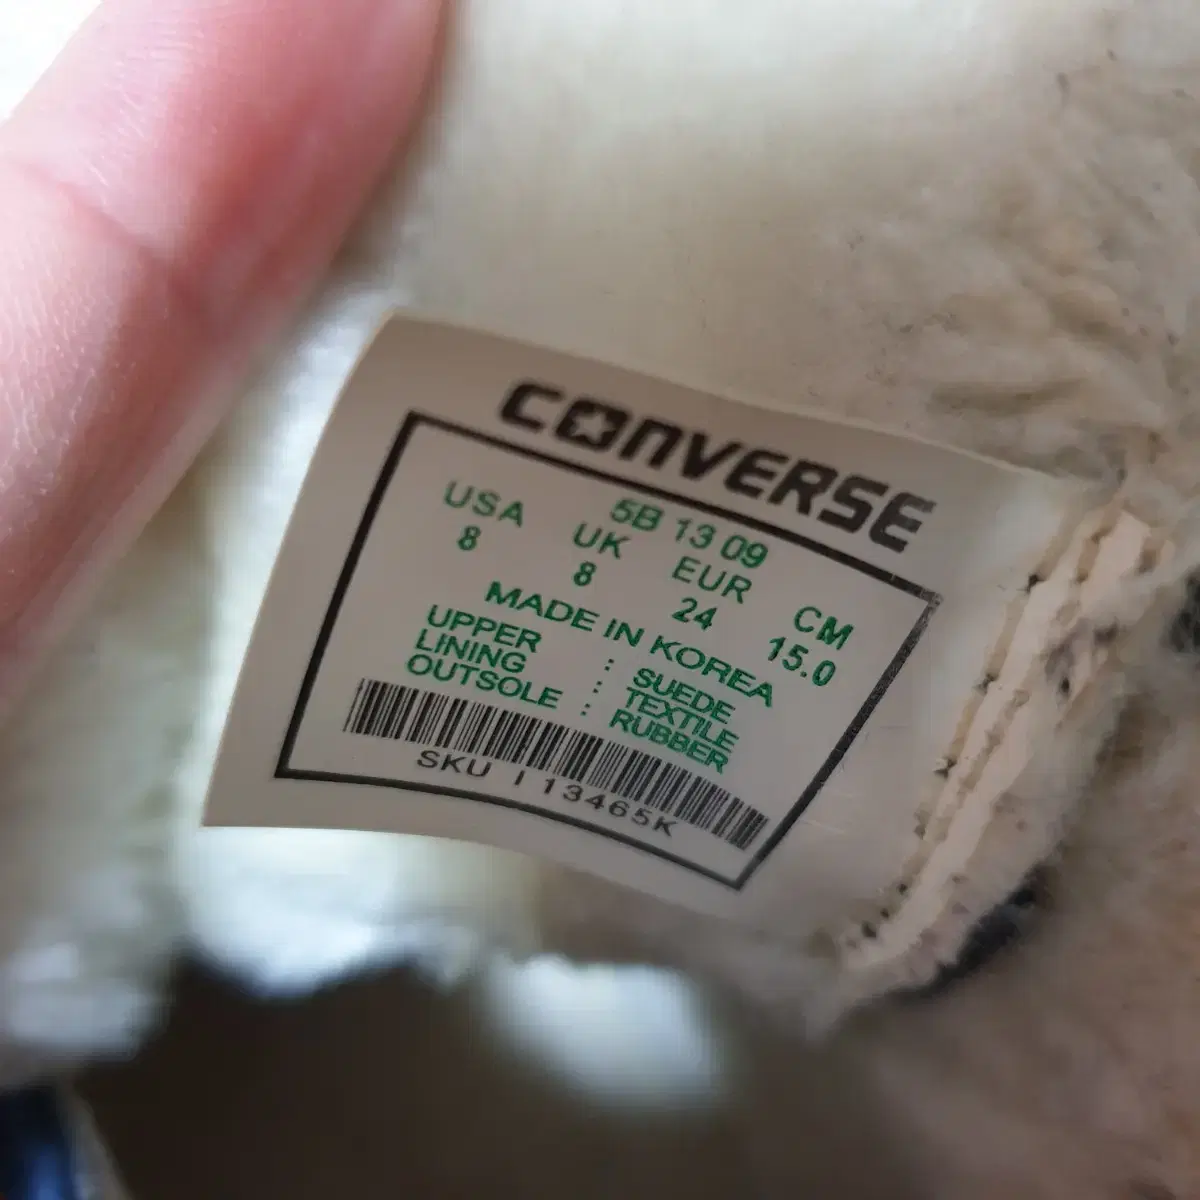 CONVERSE
5B 13 09
USA UK EUR CM
8 8 24 15.0
MADE IN KOREA
UPPER : SUEDE
LINING : TEXTILE
OUTSOLE : RUBBER
SKU I 13465K